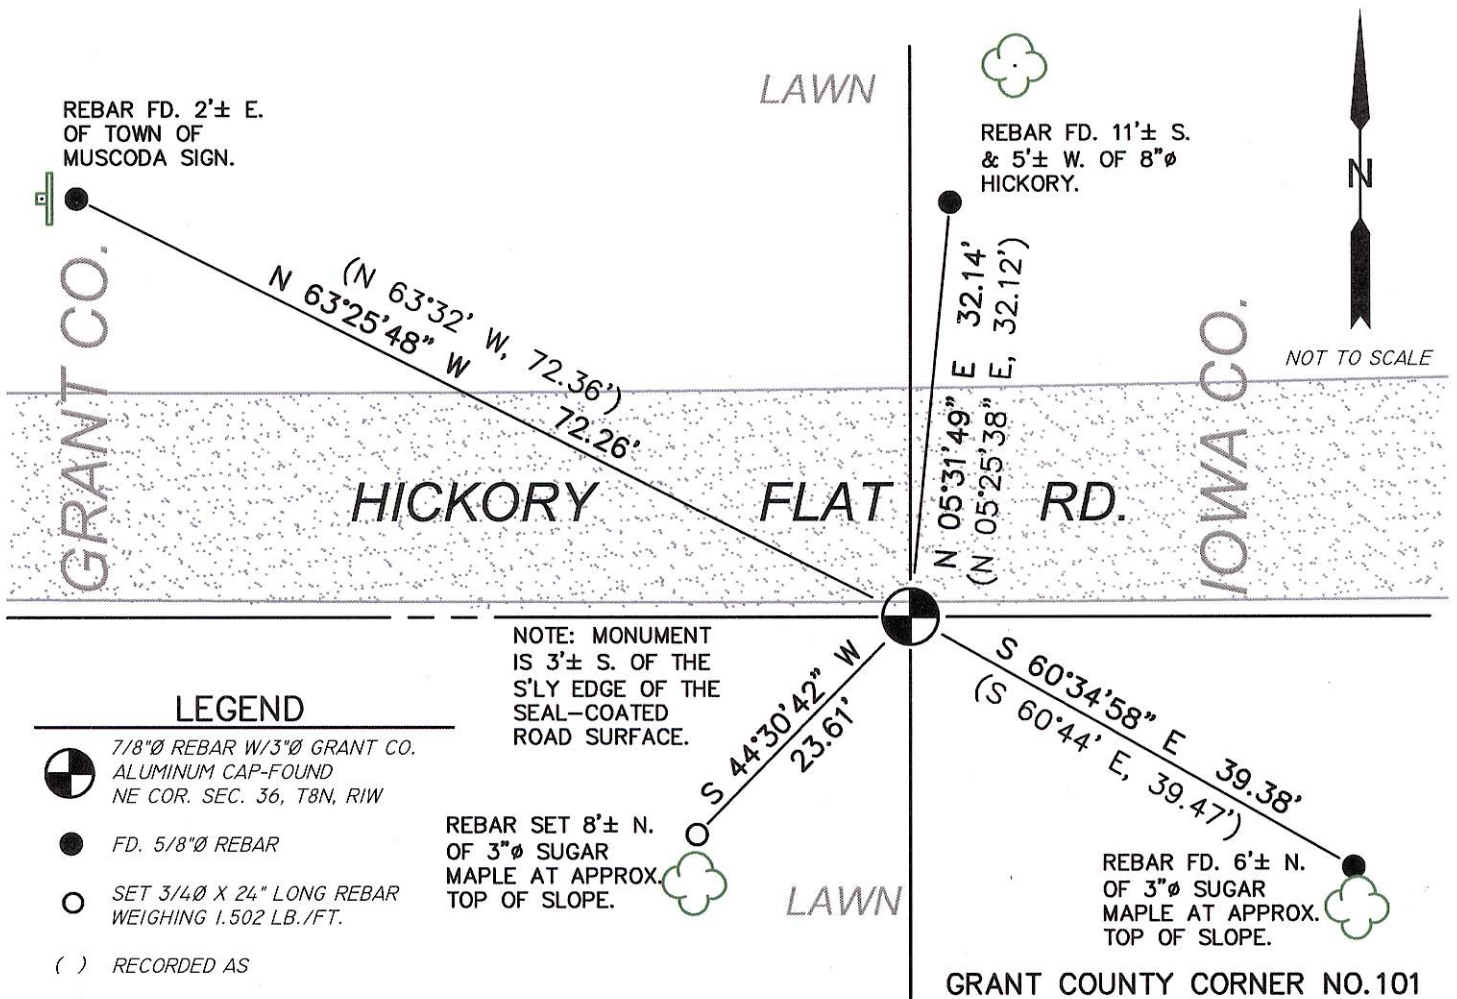 LAWN
REBAR FD. 2'± E.
OF TOWN OF
MUSCODA SIGN.
REBAR FD. 11'± S.
& 5'± W. OF 8"ø
HICKORY.
N
NOT TO SCALE
GRANT CO.
(N 63°32' W, 72.36')
N 63°25'48" W 72.26'
N 05°31'49" E 32.14'
(N 05°25'38" E, 32.12')
IOWA CO.
HICKORY FLAT RD.
NOTE: MONUMENT
IS 3'± S. OF THE
S'LY EDGE OF THE
SEAL-COATED
ROAD SURFACE.
S 44°30'42" W
23.61'
S 60°34'58" E 39.38'
(S 60°44' E, 39.47')
LEGEND
7/8"Ø REBAR W/3"Ø GRANT CO.
ALUMINUM CAP-FOUND
NE COR. SEC. 36, T8N, R1W
FD. 5/8"Ø REBAR
SET 3/4Ø X 24" LONG REBAR
WEIGHING 1.502 LB./FT.
( ) RECORDED AS
REBAR SET 8'± N.
OF 3"ø SUGAR
MAPLE AT APPROX.
TOP OF SLOPE.
LAWN
REBAR FD. 6'± N.
OF 3"ø SUGAR
MAPLE AT APPROX.
TOP OF SLOPE.
GRANT COUNTY CORNER NO.101